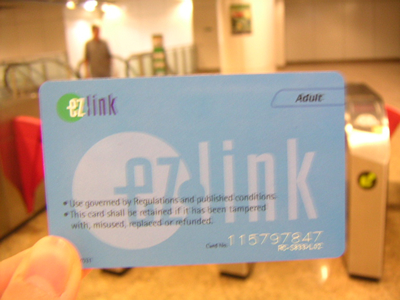 ez link
Adult
ez link
• Use governed by Regulations and published conditions.
• This card shall be retained if it has been tampered
with, misused, replaced or refunded.
Card No. 115797847